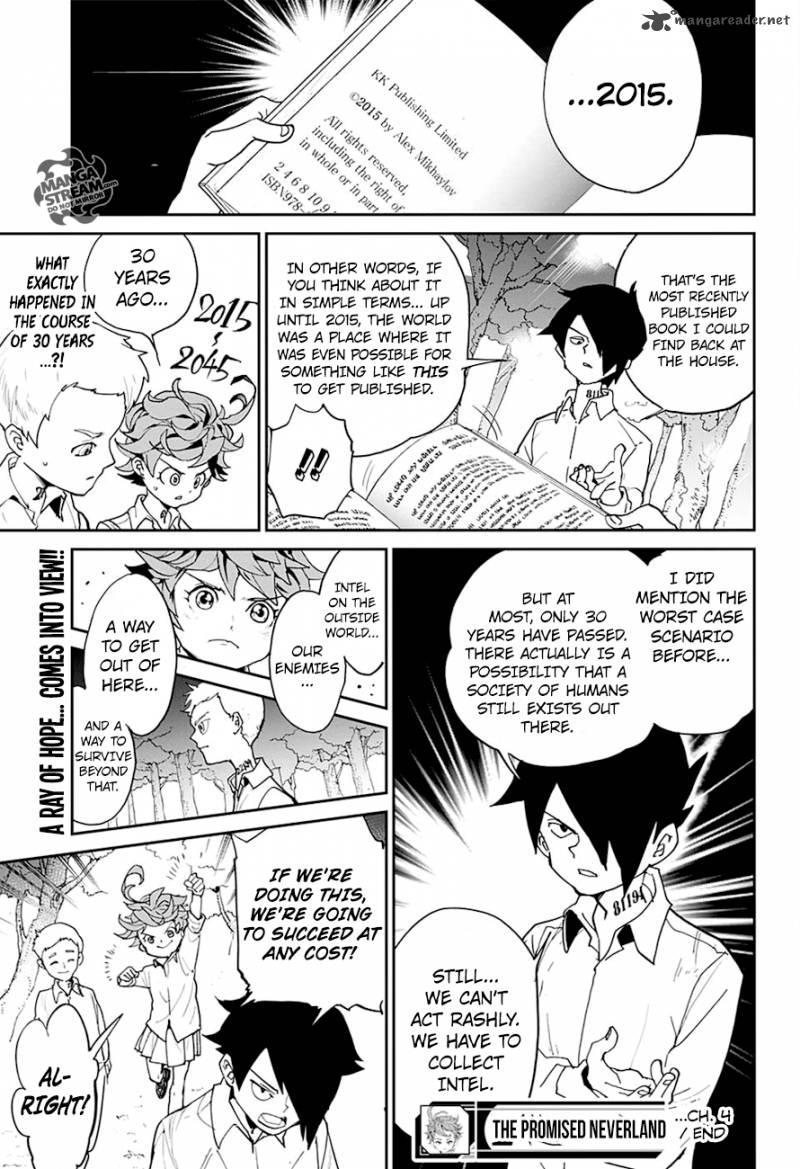 mangareader.net
...2015.
KK Publishing Limited
©2015 by Alex Mikhaylov
All rights reserved,
including the right of
in whole or in part
2 4 6 8 10 9
ISBN978-
MANGA
STREAM.com
DO NOT MIRROR
THAT'S THE
MOST RECENTLY
PUBLISHED
BOOK I COULD
FIND BACK
AT THE
HOUSE.
IN OTHER WORDS, IF
YOU THINK ABOUT
IT IN SIMPLE TERMS... UP
UNTIL 2015, THE WORLD
WAS A PLACE WHERE IT
WAS EVEN POSSIBLE FOR
SOMETHING LIKE THIS
TO GET PUBLISHED.
!!
30
YEARS
AGO...
2015
2045?
WHAT
EXACTLY
HAPPENED IN
THE COURSE
OF 30 YEARS
...?!
I DID
MENTION THE
WORST CASE
SCENARIO
BEFORE...
BUT AT
MOST, ONLY 30
YEARS HAVE PASSED.
THERE ACTUALLY IS A
POSSIBILITY THAT A
SOCIETY OF HUMANS
STILL EXISTS OUT
THERE.
81194
STILL...
WE CAN'T
ACT RASHLY.
WE HAVE TO
COLLECT
INTEL.
INTEL
ON THE
OUTSIDE
WORLD...
OUR
ENEMIES
...
A WAY
TO GET
OUT OF
HERE...
AND A
WAY TO
SURVIVE
BEYOND
THAT.
A RAY OF HOPE... COMES INTO VIEW!!
IF WE'RE
DOING THIS,
WE'RE GOING
TO SUCCEED AT
ANY COST!
AL-
RIGHT!
THE PROMISED NEVERLAND
...CH. 4
/ END